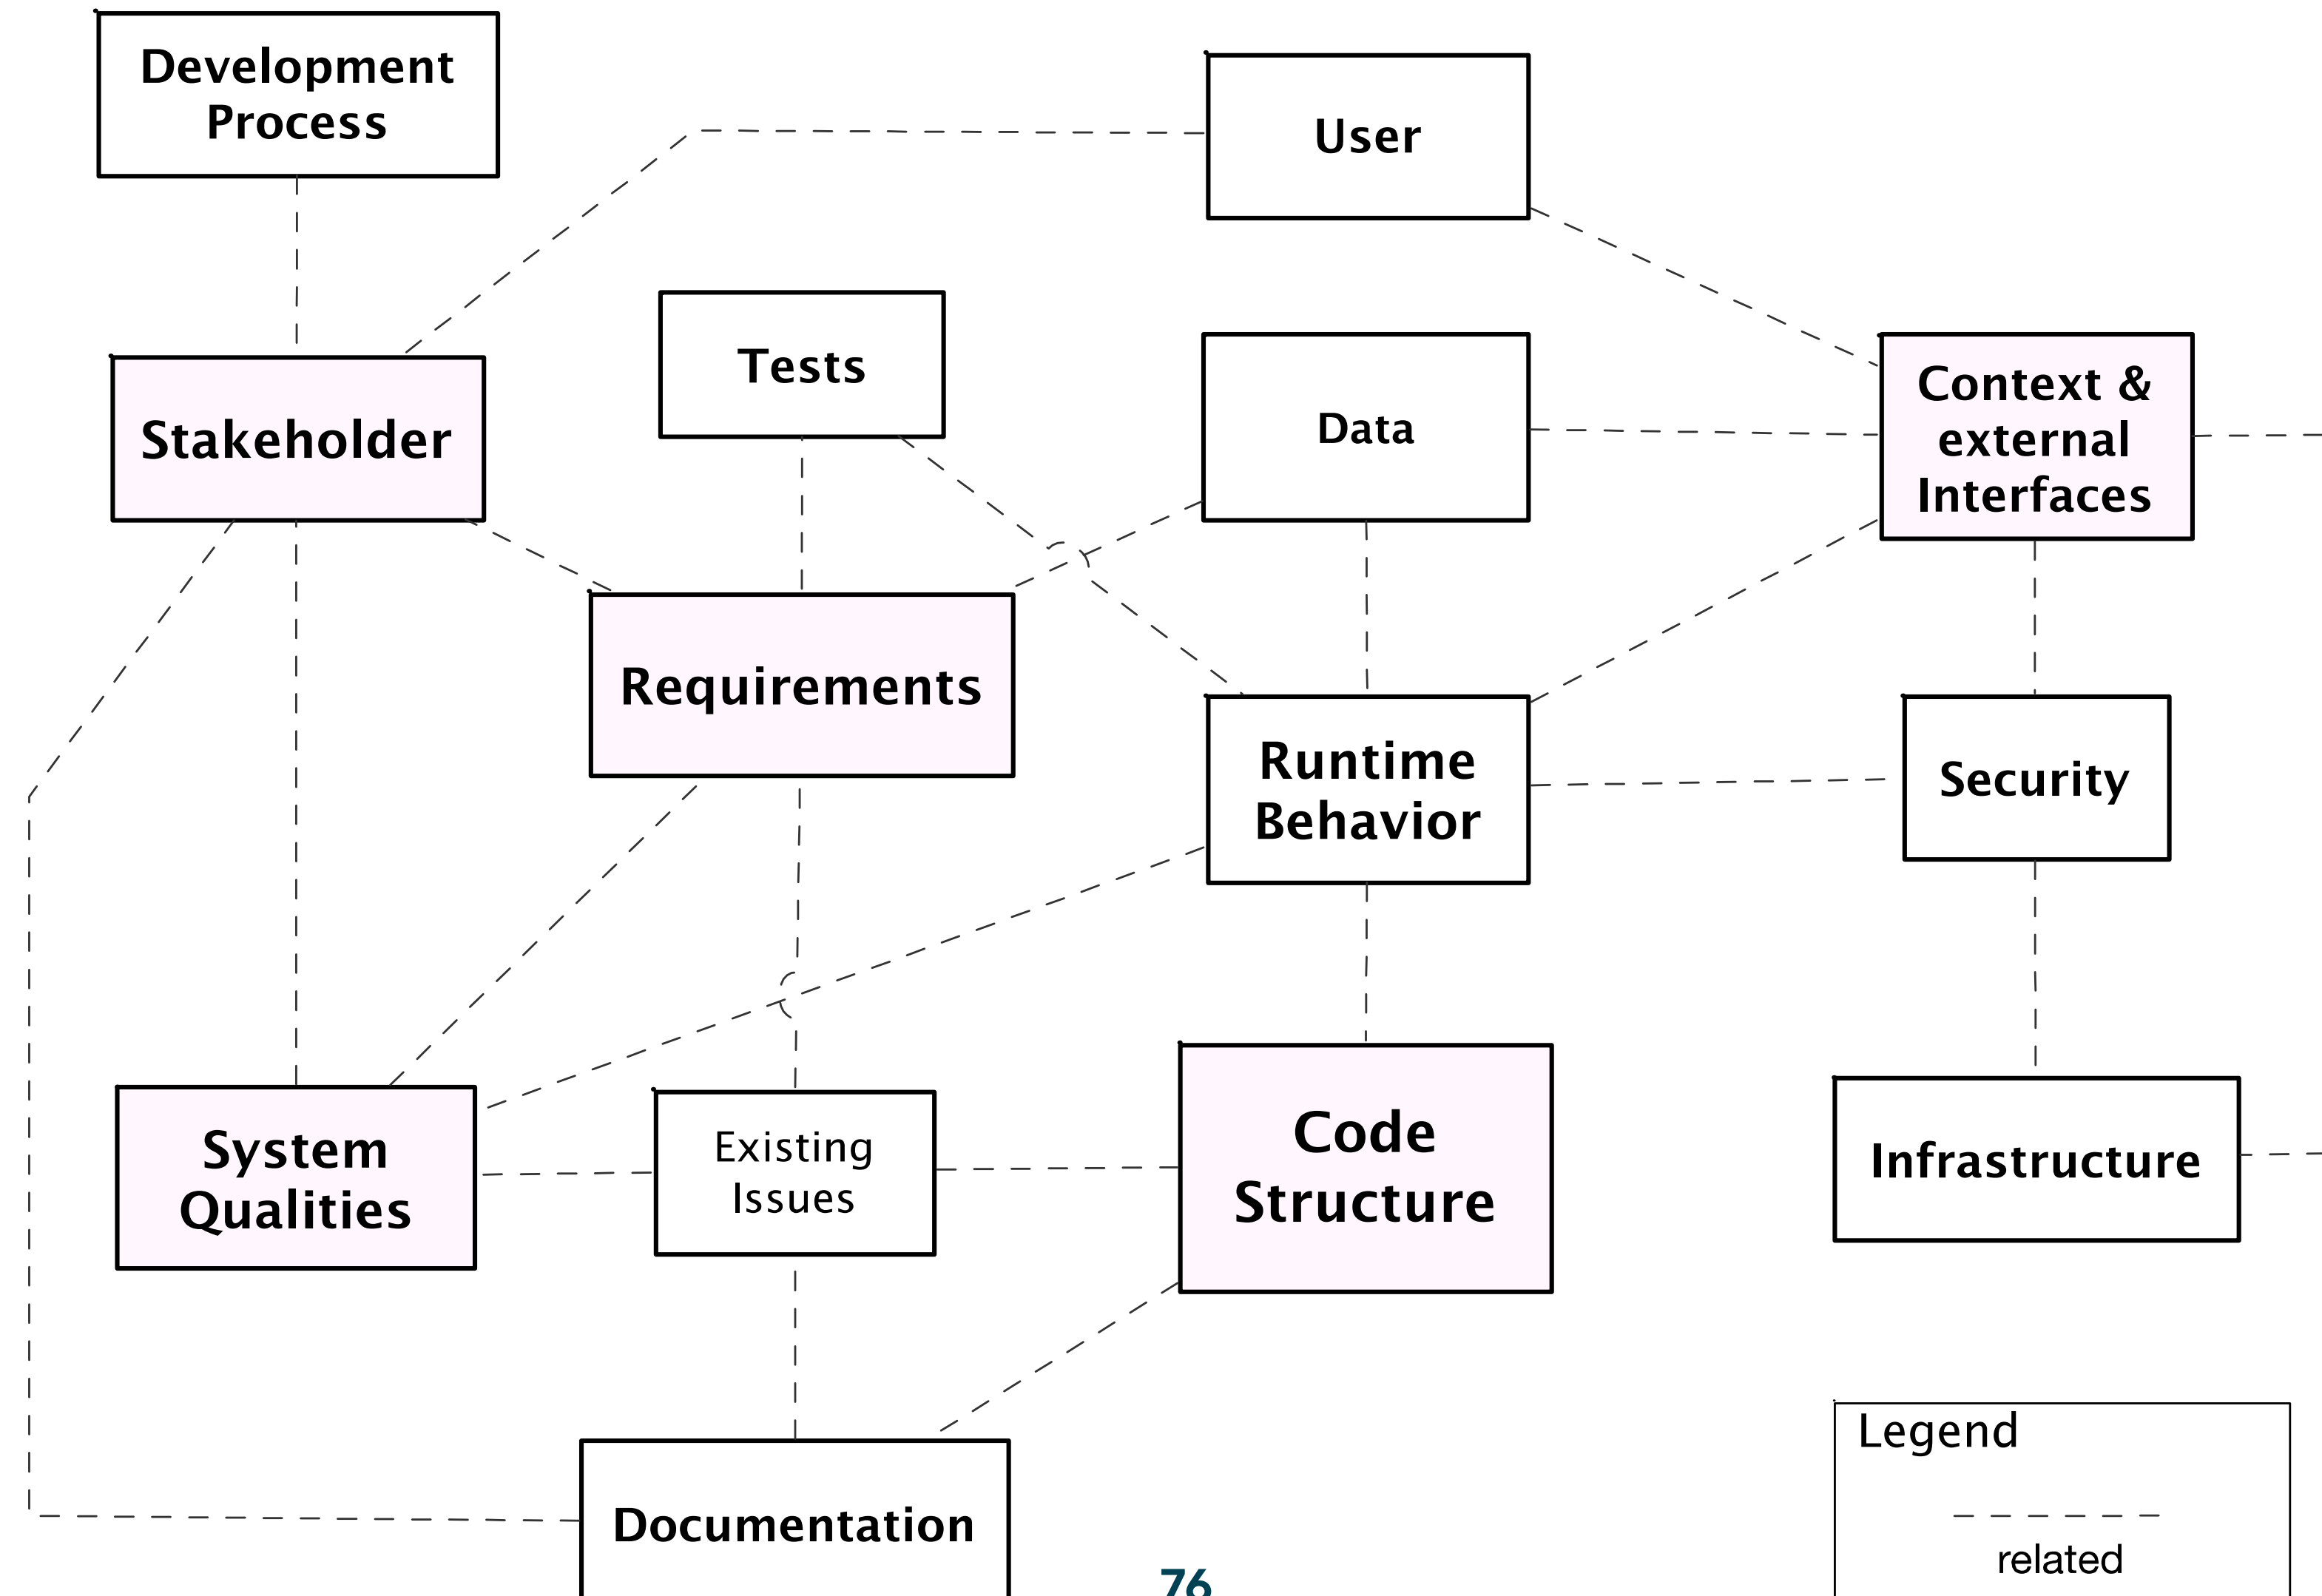 Development
Process
User
Tests
Stakeholder
Data
Context &
external
Interfaces
Requirements
Runtime
Behavior
Security
System
Qualities
Existing
Issues
Code
Structure
Infrastructure
Documentation
Legend
related
76